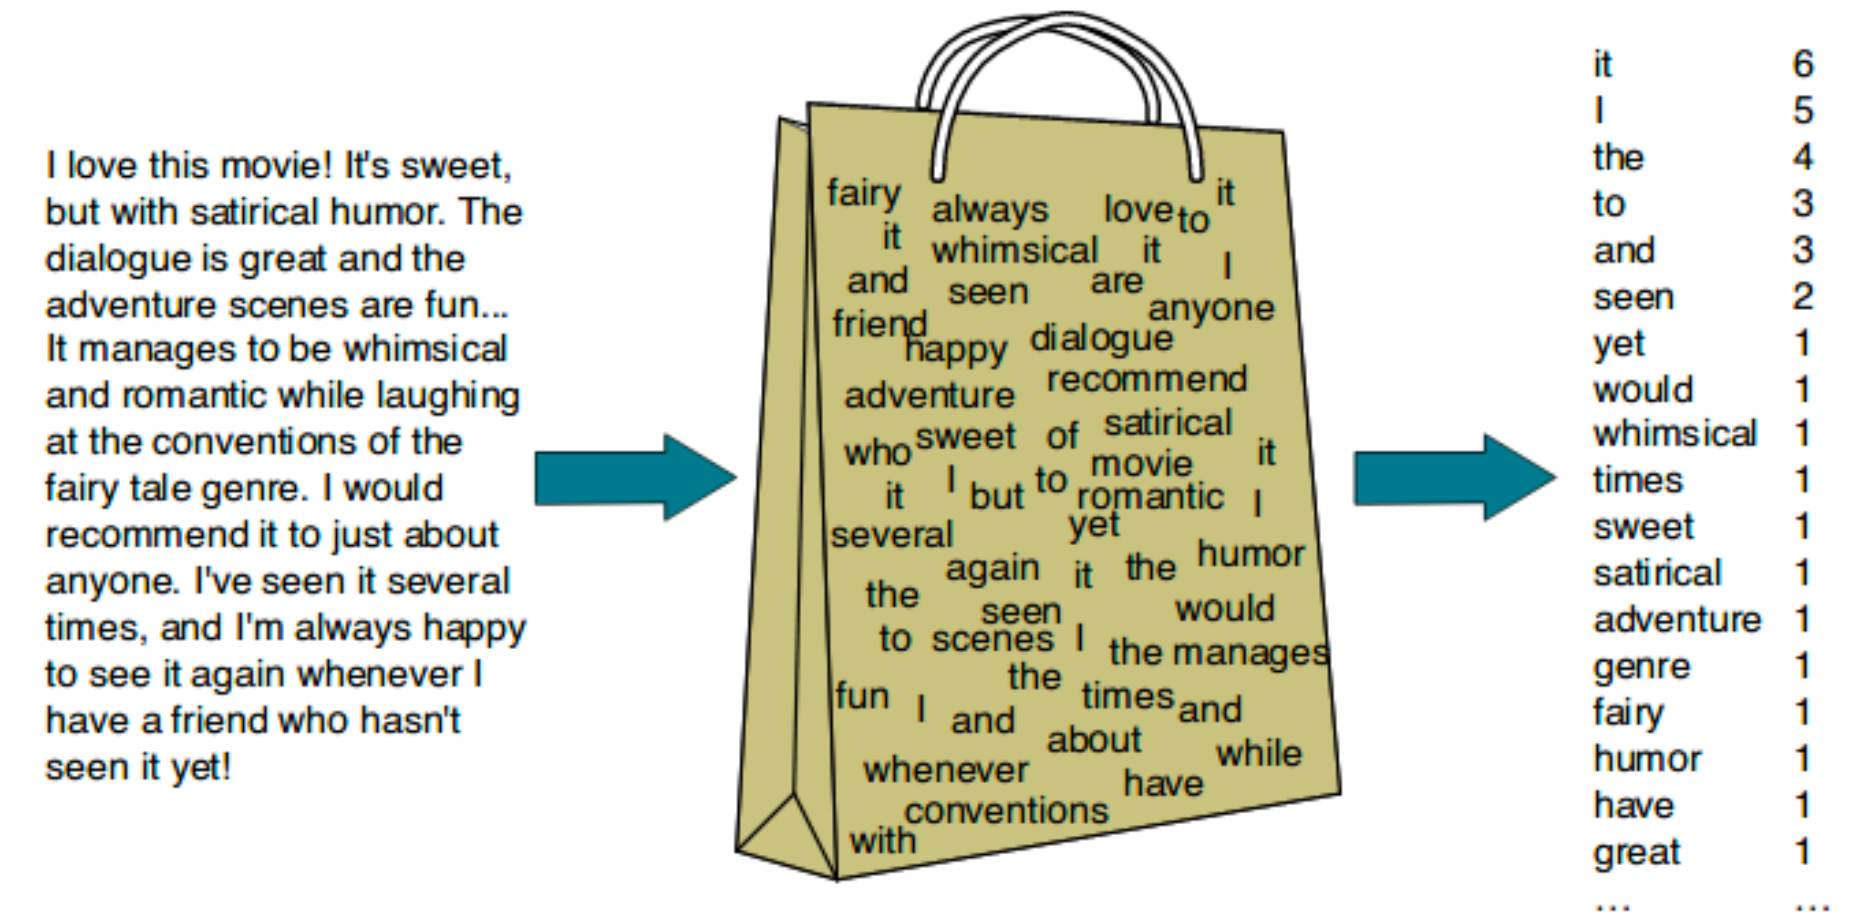 I love this movie! It's sweet,
but with satirical humor. The
dialogue is great and the
adventure scenes are fun...
It manages to be whimsical
and romantic while laughing
at the conventions of the
fairy tale genre. I would
recommend it to just about
anyone. I've seen it several
times, and I'm always happy
to see it again whenever I
have a friend who hasn't
seen it yet!
fairy always love to it
it whimsical it I
and seen are anyone
friend happy dialogue
adventure recommend
who sweet of satirical
it I but to movie it
romantic I
several yet
again it the humor
the seen would
to scenes I the manages
the
fun I and times and
about while
whenever have
conventions
with
it 6
I 5
the 4
to 3
and 3
seen 2
yet 1
would 1
whimsical 1
times 1
sweet 1
satirical 1
adventure 1
genre 1
fairy 1
humor 1
have 1
great 1
... ...